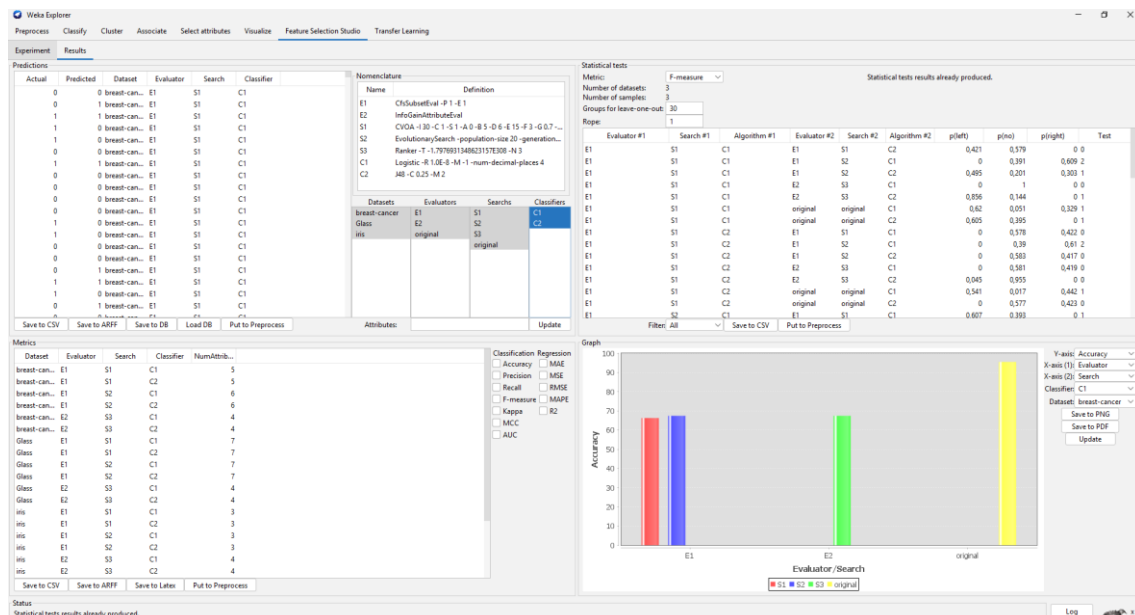 Weka Explorer
Preprocess Classify Cluster Associate Select attributes Visualize Feature Selection Studio Transfer Learning
Experiment Results
Predictions
Actual Predicted Dataset Evaluator Search Classifier
0 0 breast-can... E1 S1 C1
0 1 breast-can... E1 S1 C1
0 0 breast-can... E1 S1 C1
1 1 breast-can... E1 S1 C1
0 0 breast-can... E1 S1 C1
0 1 breast-can... E1 S1 C1
0 0 breast-can... E1 S1 C1
0 0 breast-can... E1 S1 C1
0 0 breast-can... E1 S1 C1
1 0 breast-can... E1 S1 C1
1 0 breast-can... E1 S1 C1
0 0 breast-can... E1 S1 C1
0 0 breast-can... E1 S1 C1
0 1 breast-can... E1 S1 C1
1 1 breast-can... E1 S1 C1
1 0 breast-can... E1 S1 C1
0 1 breast-can... E1 S1 C1
Save to CSV Save to ARFF Save to DB Load DB Put to Preprocess
Nomenclature
Name Definition
E1 CfsSubsetEval -P 1 -E 1
E2 InfoGainAttributeEval
S1 CVOA -I 30 -C 1 -S 1 -A 0 -B 5 -D 6 -E 15 -F 3 -G 0.7 -...
S2 EvolutionarySearch -population-size 20 -generation...
S3 Ranker -T -1.7976931348623157E308 -N 3
C1 Logistic -R 1.0E-8 -M -1 -num-decimal-places 4
C2 J48 -C 0.25 -M 2
Datasets Evaluators Searchs Classifiers
breast-cancer E1 S1 C1
Glass E2 S2 C2
iris original S3
original
Attributes: Update
Statistical tests
Metric: F-measure Statistical tests results already produced.
Number of datasets: 3
Number of samples: 3
Groups for leave-one-out: 30
Rope: 1
Evaluator #1 Search #1 Algorithm #1 Evaluator #2 Search #2 Algorithm #2 p(left) p(no) p(right) Test
E1 S1 C1 E1 S1 C2 0,421 0,579 0 0
E1 S1 C1 E1 S2 C1 0 0,391 0,609 2
E1 S1 C1 E1 S2 C2 0,495 0,201 0,303 1
E1 S1 C1 E2 S3 C1 0 1 0 0
E1 S1 C1 E2 S3 C2 0,856 0,144 0 1
E1 S1 C1 original original C1 0,62 0,051 0,329 1
E1 S1 C1 original original C2 0,605 0,395 0 1
E1 S1 C2 E1 S2 C1 0 0,578 0,422 0
E1 S1 C2 E1 S2 C2 0 0,39 0,61 2
E1 S1 C2 E2 S3 C1 0 0,583 0,417 0
E1 S1 C2 E2 S3 C1 0 0,581 0,419 0
E1 S1 C2 E2 S3 C2 0,045 0,955 0 0
E1 S1 C2 original original C1 0,541 0,017 0,442 1
E1 S1 C2 original original C2 0 0,577 0,423 0
E1 S2 C1 E1 S2 C2 0,607 0,393 0 1
Filter: All Save to CSV Put to Preprocess
Metrics
Dataset Evaluator Search Classifier NumAttrib...
breast-can... E1 S1 C1 5
breast-can... E1 S1 C2 5
breast-can... E1 S2 C1 6
breast-can... E1 S2 C2 6
breast-can... E2 S3 C1 4
breast-can... E2 S3 C2 4
Glass E1 S1 C1 7
Glass E1 S1 C2 7
Glass E1 S2 C1 7
Glass E1 S2 C2 7
Glass E2 S3 C1 4
Glass E2 S3 C2 4
iris E1 S1 C1 3
iris E1 S1 C2 3
iris E1 S2 C1 3
iris E1 S2 C2 3
iris E2 S3 C1 4
iris E2 S3 C2 4
Save to CSV Save to ARFF Save to Latex Put to Preprocess
Classification Regression
Accuracy MAE
Precision MSE
Recall RMSE
F-measure MAPE
Kappa R2
MCC
AUC
Graph
100
90
80
70
60
50
40
30
20
10
0
Accuracy
E1 E2 original
Evaluator/Search
S1 S2 S3 original
Y-axis: Accuracy
X-axis (1): Evaluator
X-axis (2): Search
Classifier: C1
Dataset: breast-cancer
Save to PNG
Save to PDF
Update
Status
Statistical tests results already produced.
Log